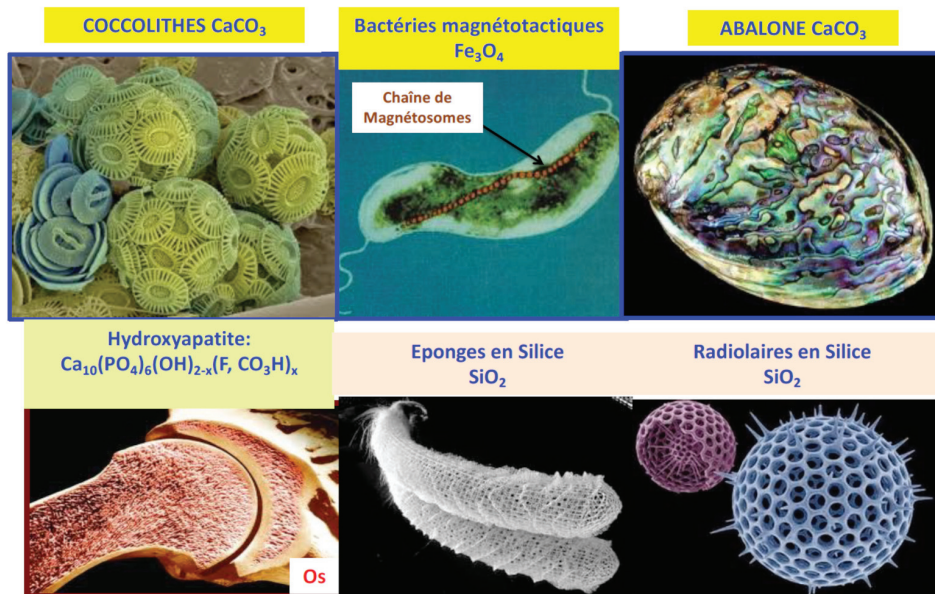 COCCOLITHES CaCO₃
Bactéries magnétotactiques
Fe₃O₄
ABALONE CaCO₃
Chaîne de
Magnétosomes
Hydroxyapatite:
Ca₁₀(PO₄)₆(OH)₂₋ₓ(F, CO₃H)ₓ
Eponges en Silice
SiO₂
Radiolaires en Silice
SiO₂
Os